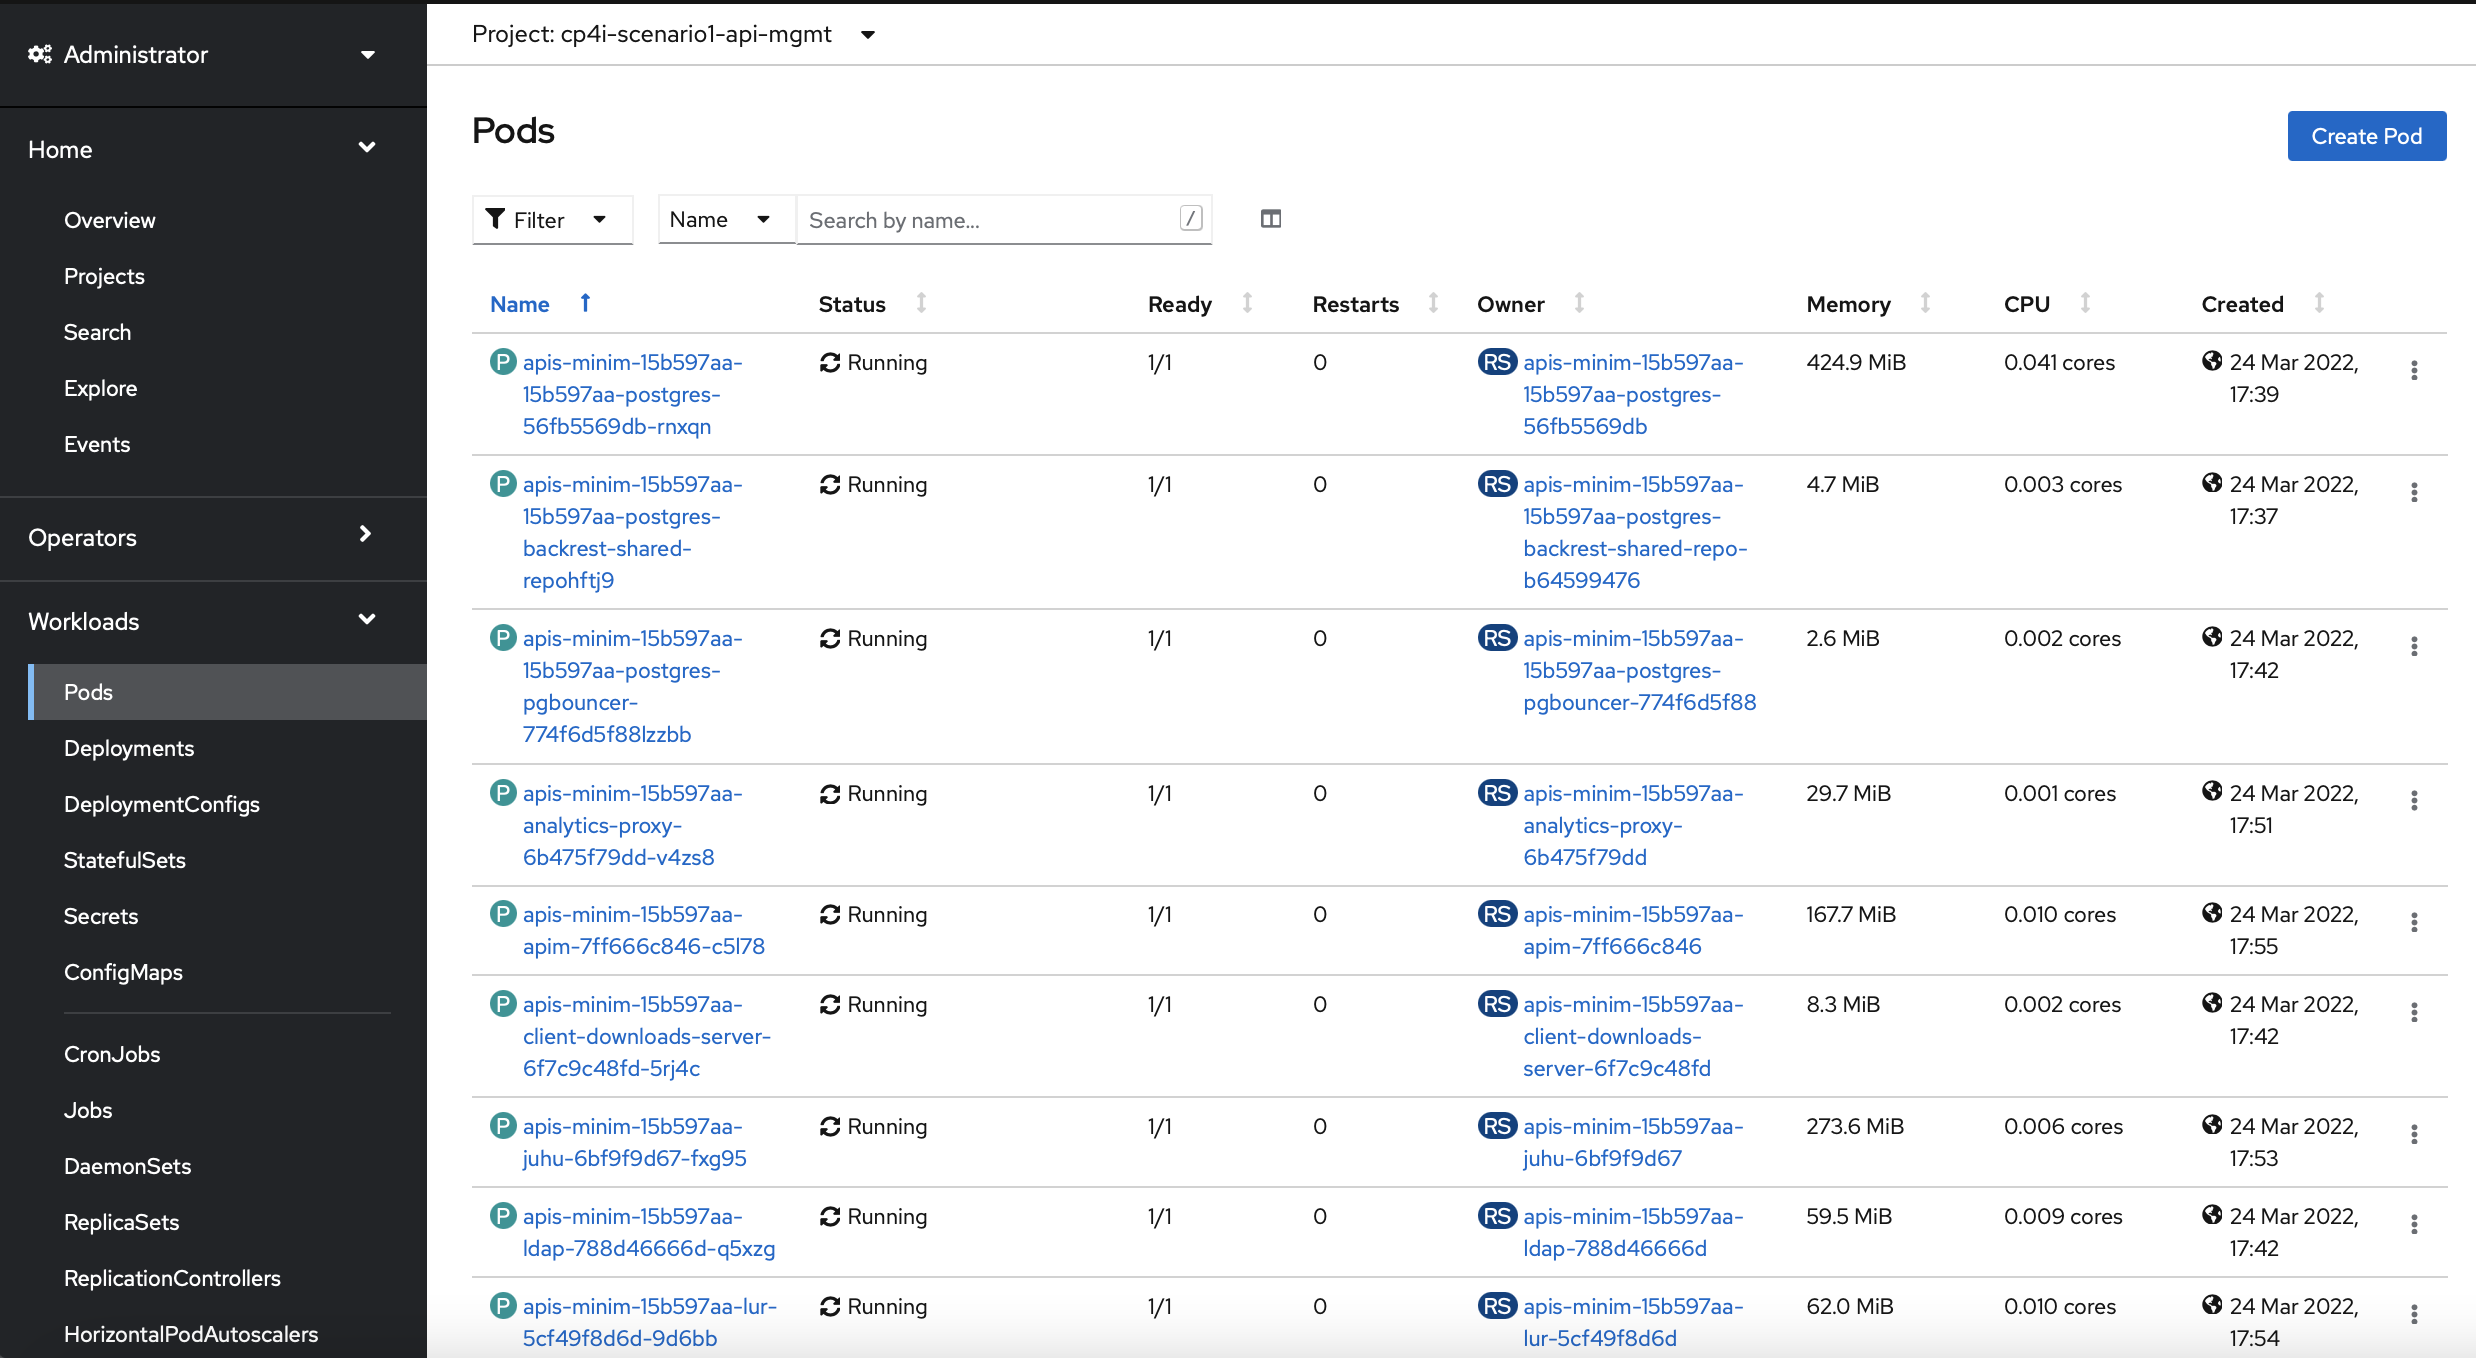 Administrator
Home
Overview
Projects
Search
Explore
Events
Operators
Workloads
Pods
Deployments
DeploymentConfigs
StatefulSets
Secrets
ConfigMaps
CronJobs
Jobs
DaemonSets
ReplicaSets
ReplicationControllers
HorizontalPodAutoscalers
Project: cp4i-scenario1-api-mgmt
Pods
Create Pod
Filter Name Search by name... /
Name Status Ready Restarts Owner Memory CPU Created
P apis-minim-15b597aa- Running 1/1 0 RS apis-minim-15b597aa- 424.9 MiB 0.041 cores 24 Mar 2022,
15b597aa-postgres- 15b597aa-postgres- 17:39
56fb5569db-rnxqn 56fb5569db
P apis-minim-15b597aa- Running 1/1 0 RS apis-minim-15b597aa- 4.7 MiB 0.003 cores 24 Mar 2022,
15b597aa-postgres- 15b597aa-postgres- 17:37
backrest-shared- backrest-shared-repo-
repohftj9 b64599476
P apis-minim-15b597aa- Running 1/1 0 RS apis-minim-15b597aa- 2.6 MiB 0.002 cores 24 Mar 2022,
15b597aa-postgres- 15b597aa-postgres- 17:42
pgbouncer- pgbouncer-774f6d5f88
774f6d5f88lzzbb
P apis-minim-15b597aa- Running 1/1 0 RS apis-minim-15b597aa- 29.7 MiB 0.001 cores 24 Mar 2022,
analytics-proxy- analytics-proxy- 17:51
6b475f79dd-v4zs8 6b475f79dd
P apis-minim-15b597aa- Running 1/1 0 RS apis-minim-15b597aa- 167.7 MiB 0.010 cores 24 Mar 2022,
apim-7ff666c846-c5l78 apim-7ff666c846 17:55
P apis-minim-15b597aa- Running 1/1 0 RS apis-minim-15b597aa- 8.3 MiB 0.002 cores 24 Mar 2022,
client-downloads-server- client-downloads- 17:42
6f7c9c48fd-5rj4c server-6f7c9c48fd
P apis-minim-15b597aa- Running 1/1 0 RS apis-minim-15b597aa- 273.6 MiB 0.006 cores 24 Mar 2022,
juhu-6bf9f9d67-fxg95 juhu-6bf9f9d67 17:53
P apis-minim-15b597aa- Running 1/1 0 RS apis-minim-15b597aa- 59.5 MiB 0.009 cores 24 Mar 2022,
ldap-788d46666d-q5xzg ldap-788d46666d 17:42
P apis-minim-15b597aa-lur- Running 1/1 0 RS apis-minim-15b597aa- 62.0 MiB 0.010 cores 24 Mar 2022,
5cf49f8d6d-9d6bb lur-5cf49f8d6d 17:54